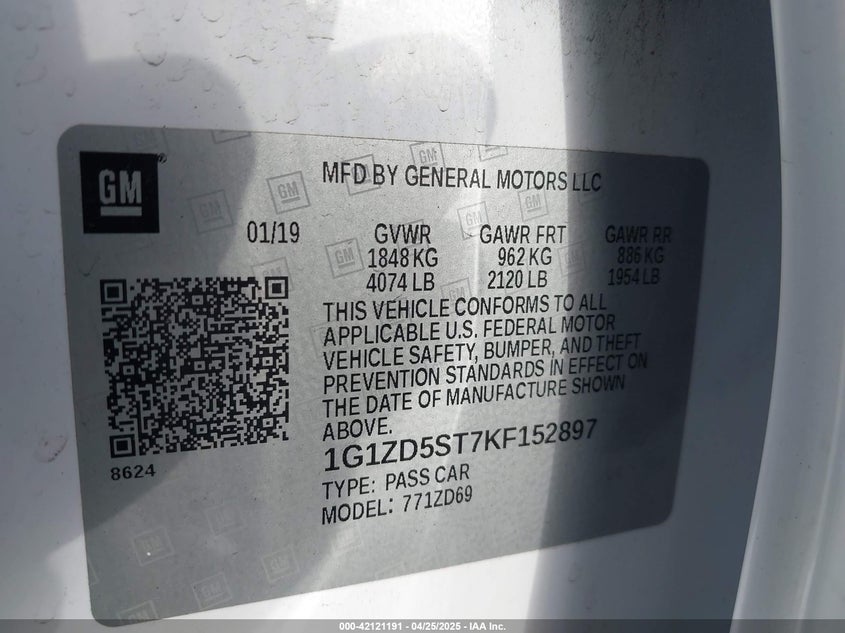 GM
MFD BY GENERAL MOTORS LLC
01/19
GVWR GAWR FRT GAWR RR
1848 KG 962 KG 886 KG
4074 LB 2120 LB 1954 LB
THIS VEHICLE CONFORMS TO ALL
APPLICABLE U.S. FEDERAL MOTOR
VEHICLE SAFETY, BUMPER, AND THEFT
PREVENTION STANDARDS IN EFFECT ON
THE DATE OF MANUFACTURE SHOWN
ABOVE.
8624
1G1ZD5ST7KF152897
TYPE: PASS CAR
MODEL: 771ZD69
000-42121191 - 04/25/2025 - IAA Inc.